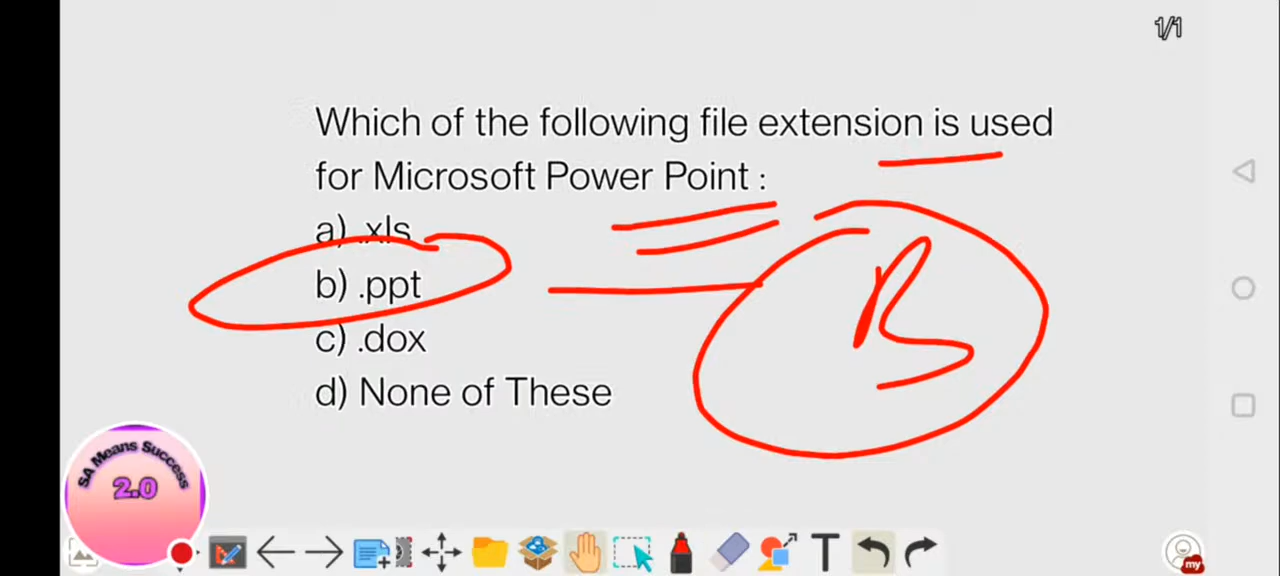 1/1
Which of the following file extension is used
for Microsoft Power Point :
a) .xls
b) .ppt
B
c) .dox
d) None of These
SA Means Success
2.0
T
my